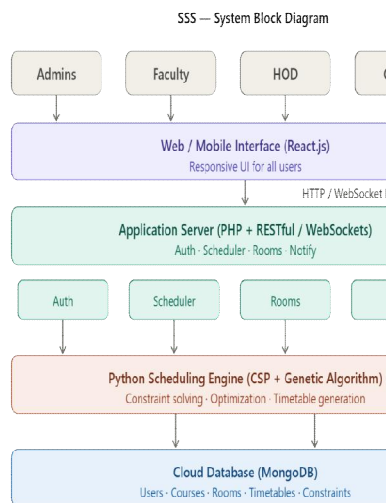 SSS — System Block Diagram
Admins
Faculty
HOD
Web / Mobile Interface (React.js)
Responsive UI for all users
HTTP / WebSocket
Application Server (PHP + RESTful / WebSockets)
Auth · Scheduler · Rooms · Notify
Auth
Scheduler
Rooms
Python Scheduling Engine (CSP + Genetic Algorithm)
Constraint solving · Optimization · Timetable generation
Cloud Database (MongoDB)
Users · Courses · Rooms · Timetables · Constraints